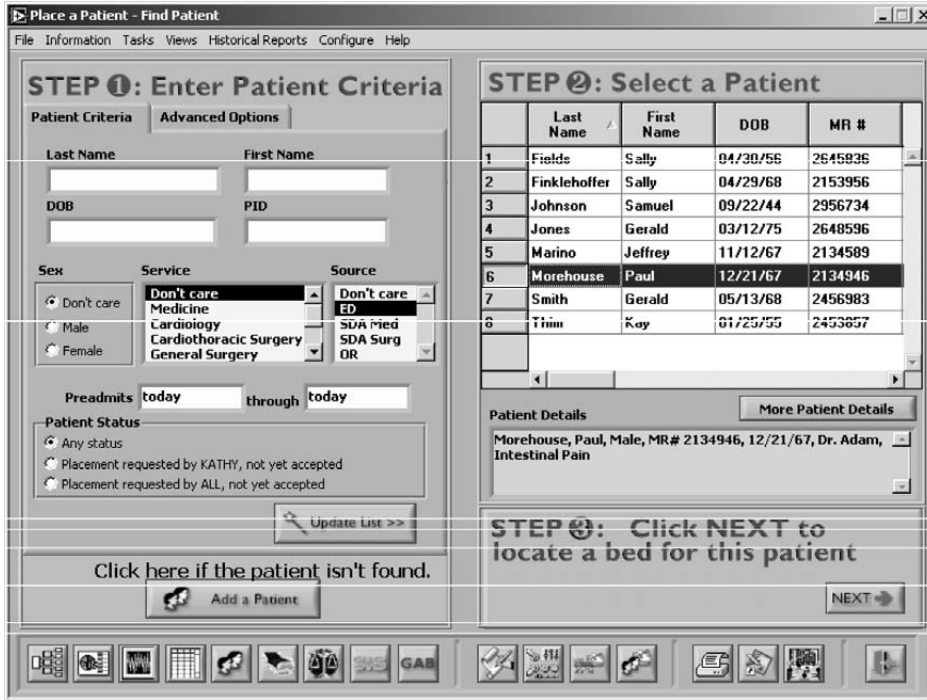 Place a Patient - Find Patient
File Information Tasks Views Historical Reports Configure Help
STEP 1: Enter Patient Criteria
Patient Criteria Advanced Options
Last Name First Name
DOB PID
Sex Service Source
Don't care
Male
Female
Don't care
Medicine
Cardiology
Cardiothoracic Surgery
General Surgery
Don't care
ED
SDA Med
SDA Surg
OR
Preadmits today through today
Patient Status
Any status
Placement requested by KATHY, not yet accepted
Placement requested by ALL, not yet accepted
Update List >>
Click here if the patient isn't found.
Add a Patient
STEP 2: Select a Patient
Last Name First Name DOB MR #
1 Fields Sally 04/30/56 2645836
2 Finklehoffer Sally 04/29/68 2153956
3 Johnson Samuel 09/22/44 2956734
4 Jones Gerald 03/12/75 2648596
5 Marino Jeffrey 11/12/67 2134589
6 Morehouse Paul 12/21/67 2134946
7 Smith Gerald 05/13/68 2456983
8 Thim Kay 01/25/55 2453857
Patient Details More Patient Details
Morehouse, Paul, Male, MR# 2134946, 12/21/67, Dr. Adam,
Intestinal Pain
STEP 3: Click NEXT to
locate a bed for this patient
NEXT
SMS GAB